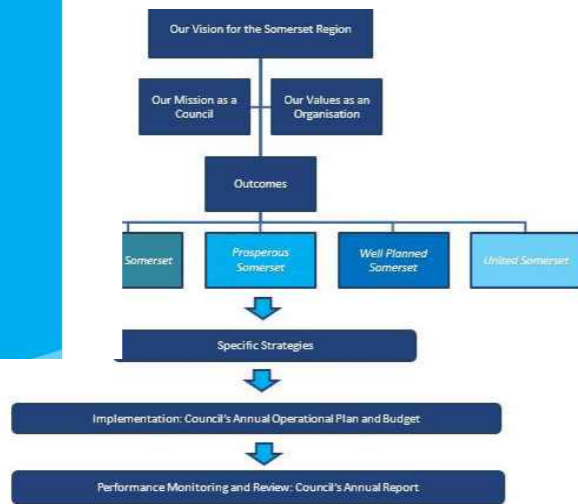 Our Vision for the Somerset Region
Our Mission as a
Council
Our Values as an
Organisation
Outcomes
Somerset
Prosperous
Somerset
Well Planned
Somerset
United Somerset
Specific Strategies
Implementation: Council's Annual Operational Plan and Budget
Performance Monitoring and Review: Council's Annual Report